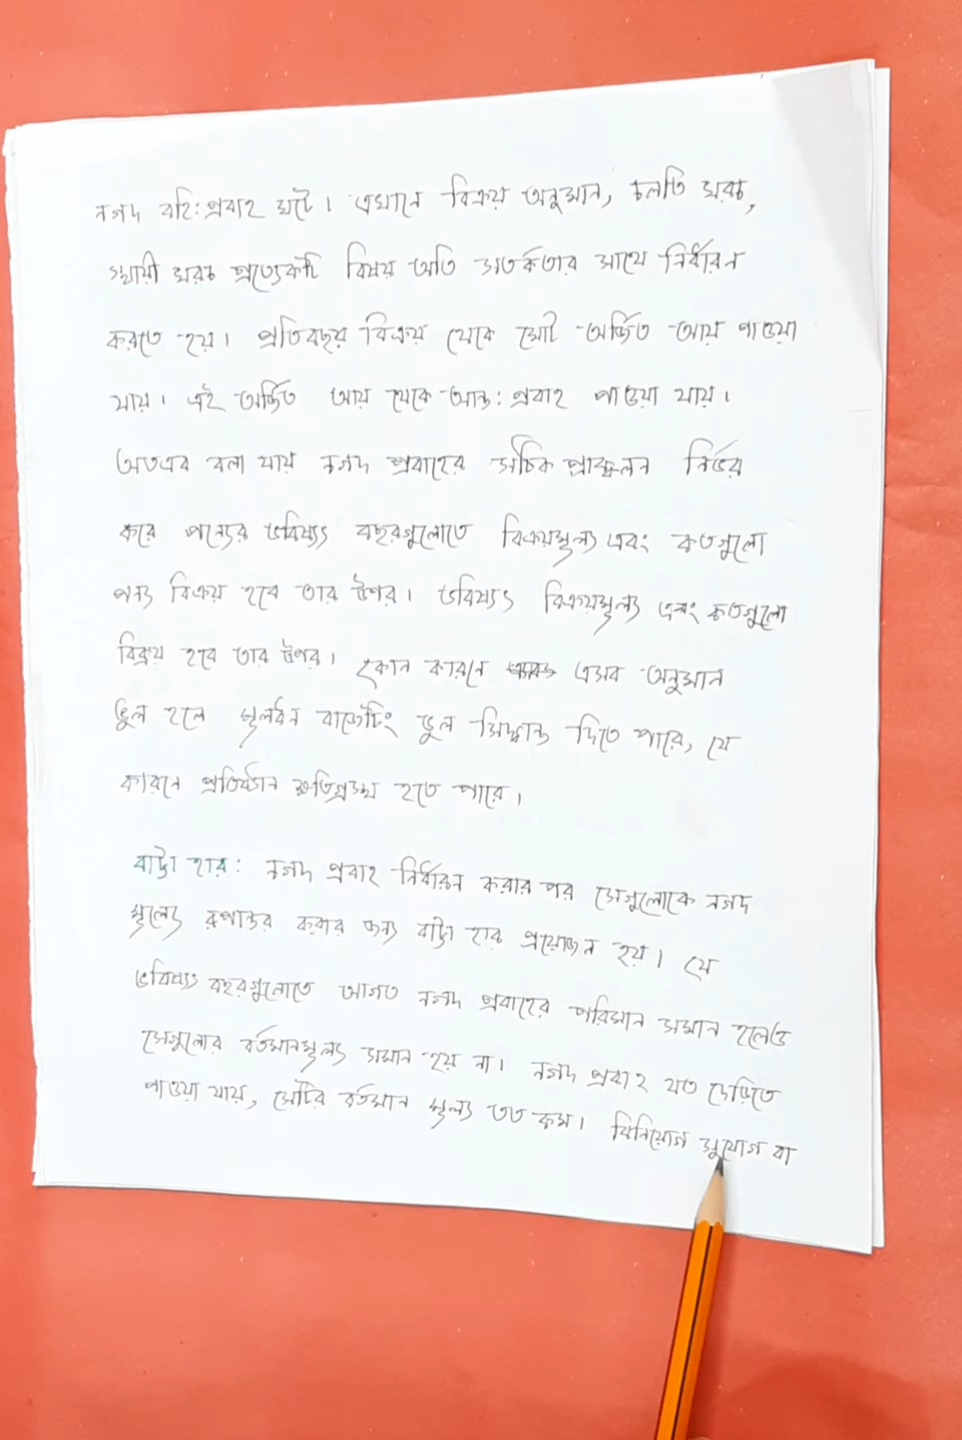 নগদ বহিঃপ্রবাহ ঘটে। এখানে বিক্রয় অনুমান, চলতি খরচ,
স্থায়ী খরচ প্রত্যেকটি বিষয় অতি সতর্কতার সাথে নির্ধারন
করতে হয়। প্রতিবছর বিক্রয় থেকে মোট অর্জিত আয় পাওয়া
যায়। এই অর্জিত আয় থেকে আন্ত:প্রবাহ পাওয়া যায়।
অতএব বলা যায় নগদ প্রবাহের সঠিক প্রাক্কলন নির্ভর
করে পন্যের ভবিষ্যৎ বছরগুলোতে বিক্রয়মূল্য এবং কতগুলো
পন্য বিক্রয় হবে তার উপর। ভবিষ্যৎ বিক্রয়মূল্য এবং কতগুলো
বিক্রয় হবে তার উপর। কোন কারনে এসব অনুমান
ভুল হলে মূলধন বাজেটিং ভুল সিদ্ধান্ত দিতে পারে, যে
কারনে প্রতিষ্ঠান ক্ষতিগ্রস্থ হতে পারে।
বাট্টা হার: নগদ প্রবাহ নির্ধারন করার পর সেগুলোকে নগদ
মূল্যে রূপান্তর করার জন্য বাট্টা হার প্রয়োজন হয়। যে
ভবিষ্যৎ বছরগুলোতে আগত নগদ প্রবাহের পরিমান সমান হলেও
সেগুলোর বর্তমানমূল্য সমান হয় না। নগদ প্রবাহ যত দেড়িতে
পাওয়া যায়, সেটির বর্তমান মূল্য তত কম। বিনিয়োগ সুযোগ বা